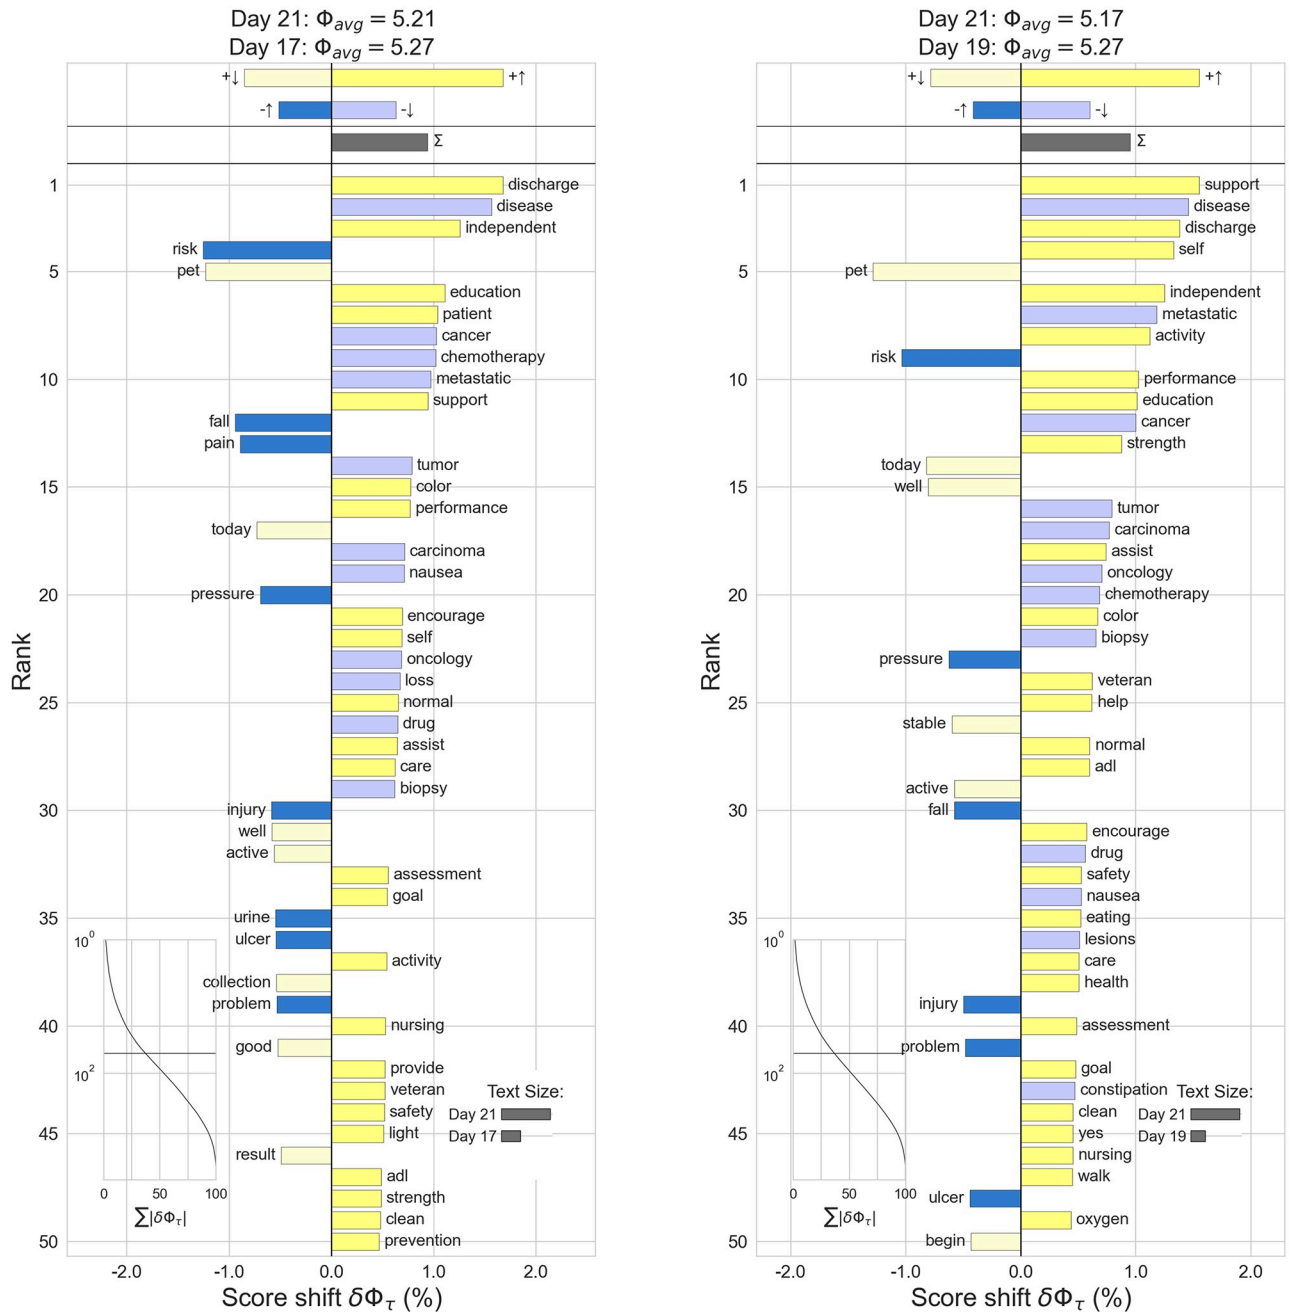 Day 21: Φavg = 5.21
Day 17: Φavg = 5.27
+↓
+↑
-↑
-↓
Σ
1
discharge
disease
independent
risk
5
pet
education
patient
cancer
chemotherapy
10
metastatic
support
fall
pain
tumor
15
color
performance
today
carcinoma
nausea
20
pressure
encourage
self
oncology
loss
25
normal
drug
assist
care
biopsy
30
injury
well
active
assessment
goal
35
urine
ulcer
activity
collection
problem
40
nursing
good
provide
veteran
safety
45
light
result
adl
strength
clean
50
prevention
Rank
10⁰
10²
0 50 100
∑|δΦτ|
Text Size:
Day 21
Day 17
-2.0 -1.0 0.0 1.0 2.0
Score shift δΦτ (%)
Day 21: Φavg = 5.17
Day 19: Φavg = 5.27
+↓
+↑
-↑
-↓
Σ
1
support
disease
discharge
self
5
pet
independent
metastatic
activity
risk
10
performance
education
cancer
strength
today
15
well
tumor
carcinoma
assist
oncology
20
chemotherapy
color
biopsy
pressure
veteran
25
help
stable
normal
adl
active
30
fall
encourage
drug
safety
nausea
35
eating
lesions
care
health
injury
40
assessment
problem
goal
constipation
clean
45
yes
nursing
walk
ulcer
oxygen
50
begin
Rank
10⁰
10²
0 50 100
∑|δΦτ|
Text Size:
Day 21
Day 19
-2.0 -1.0 0.0 1.0 2.0
Score shift δΦτ (%)